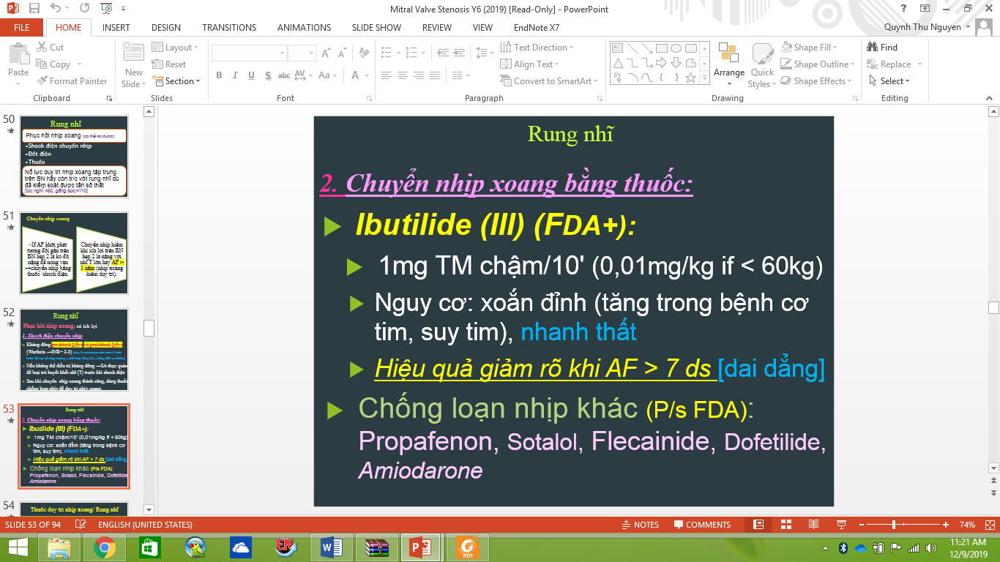 Mitral Valve Stenosis Y6 (2019) [Read-Only] - PowerPoint
FILE HOME INSERT DESIGN TRANSITIONS ANIMATIONS SLIDE SHOW REVIEW VIEW EndNote X7
Quynh Thu Nguyen
Paste
Cut
Copy
Format Painter
Clipboard
New
Slide
Layout
Reset
Section
Slides
Font
Text Direction
Align Text
Convert to SmartArt
Paragraph
Arrange
Quick
Styles
Shape Fill
Shape Outline
Shape Effects
Drawing
Find
Replace
Select
Editing
50
Rung nhĩ
Phục hồi nhịp xoang (có thể ko được)
•Shock điện chuyển nhịp
•Đốt điện
•Thuốc
Nỗ lực duy trì nhịp xoang tập trung
trên BN hãy còn tr/c với rung nhĩ dù
đã kiểm soát được tần số thất
[lúc nghỉ <80, gắng sức<110]
51
Chuyển nhịp xoang
If AF khởi phát
tương đối gần trên
BN hẹp 2 lá ko đủ
nặng để nong van
→chuyển nhịp bằng
thuốc /shock điện.
Chuyển nhịp hiếm
khi ích lợi trên BN
hẹp 2 lá nặng với
nhĩ T lớn hay AF >
1 năm (nhịp xoang
hiếm duy trì).
52
Rung nhĩ
Phục hồi nhịp xoang: có ích lợi
1. Shock điện chuyển nhịp
Kháng đông pre-shock ≥3ws và post-shock ≥4ws
(Warfarin →INR= 2-3)
Nếu không thể điều trị kháng đông →SA thực quản
để loại trừ huyết khối nhĩ (T) trước khi shock điện
Sau khi chuyển nhịp xoang thành công, dùng thuốc
chống loạn nhịp để duy trì nhịp xoang
53
Rung nhĩ
2. Chuyển nhịp xoang bằng thuốc:
Ibutilide (III) (FDA+):
1mg TM chậm/10' (0,01mg/kg if < 60kg)
Nguy cơ: xoắn đỉnh (tăng trong bệnh cơ
tim, suy tim), nhanh thất
Hiệu quả giảm rõ khi AF > 7 ds [dai dẳng]
Chống loạn nhịp khác (P/s FDA):
Propafenon, Sotalol, Flecainide, Dofetilide,
Amiodarone
54
Thuốc duy trì nhịp xoang/ Rung nhĩ
Rung nhĩ
2. Chuyển nhịp xoang bằng thuốc:
Ibutilide (III) (FDA+):
1mg TM chậm/10' (0,01mg/kg if < 60kg)
Nguy cơ: xoắn đỉnh (tăng trong bệnh cơ
tim, suy tim), nhanh thất
Hiệu quả giảm rõ khi AF > 7 ds [dai dẳng]
Chống loạn nhịp khác (P/s FDA):
Propafenon, Sotalol, Flecainide, Dofetilide,
Amiodarone
SLIDE 53 OF 94 ENGLISH (UNITED STATES) NOTES COMMENTS 74%
11:21 AM
12/9/2019